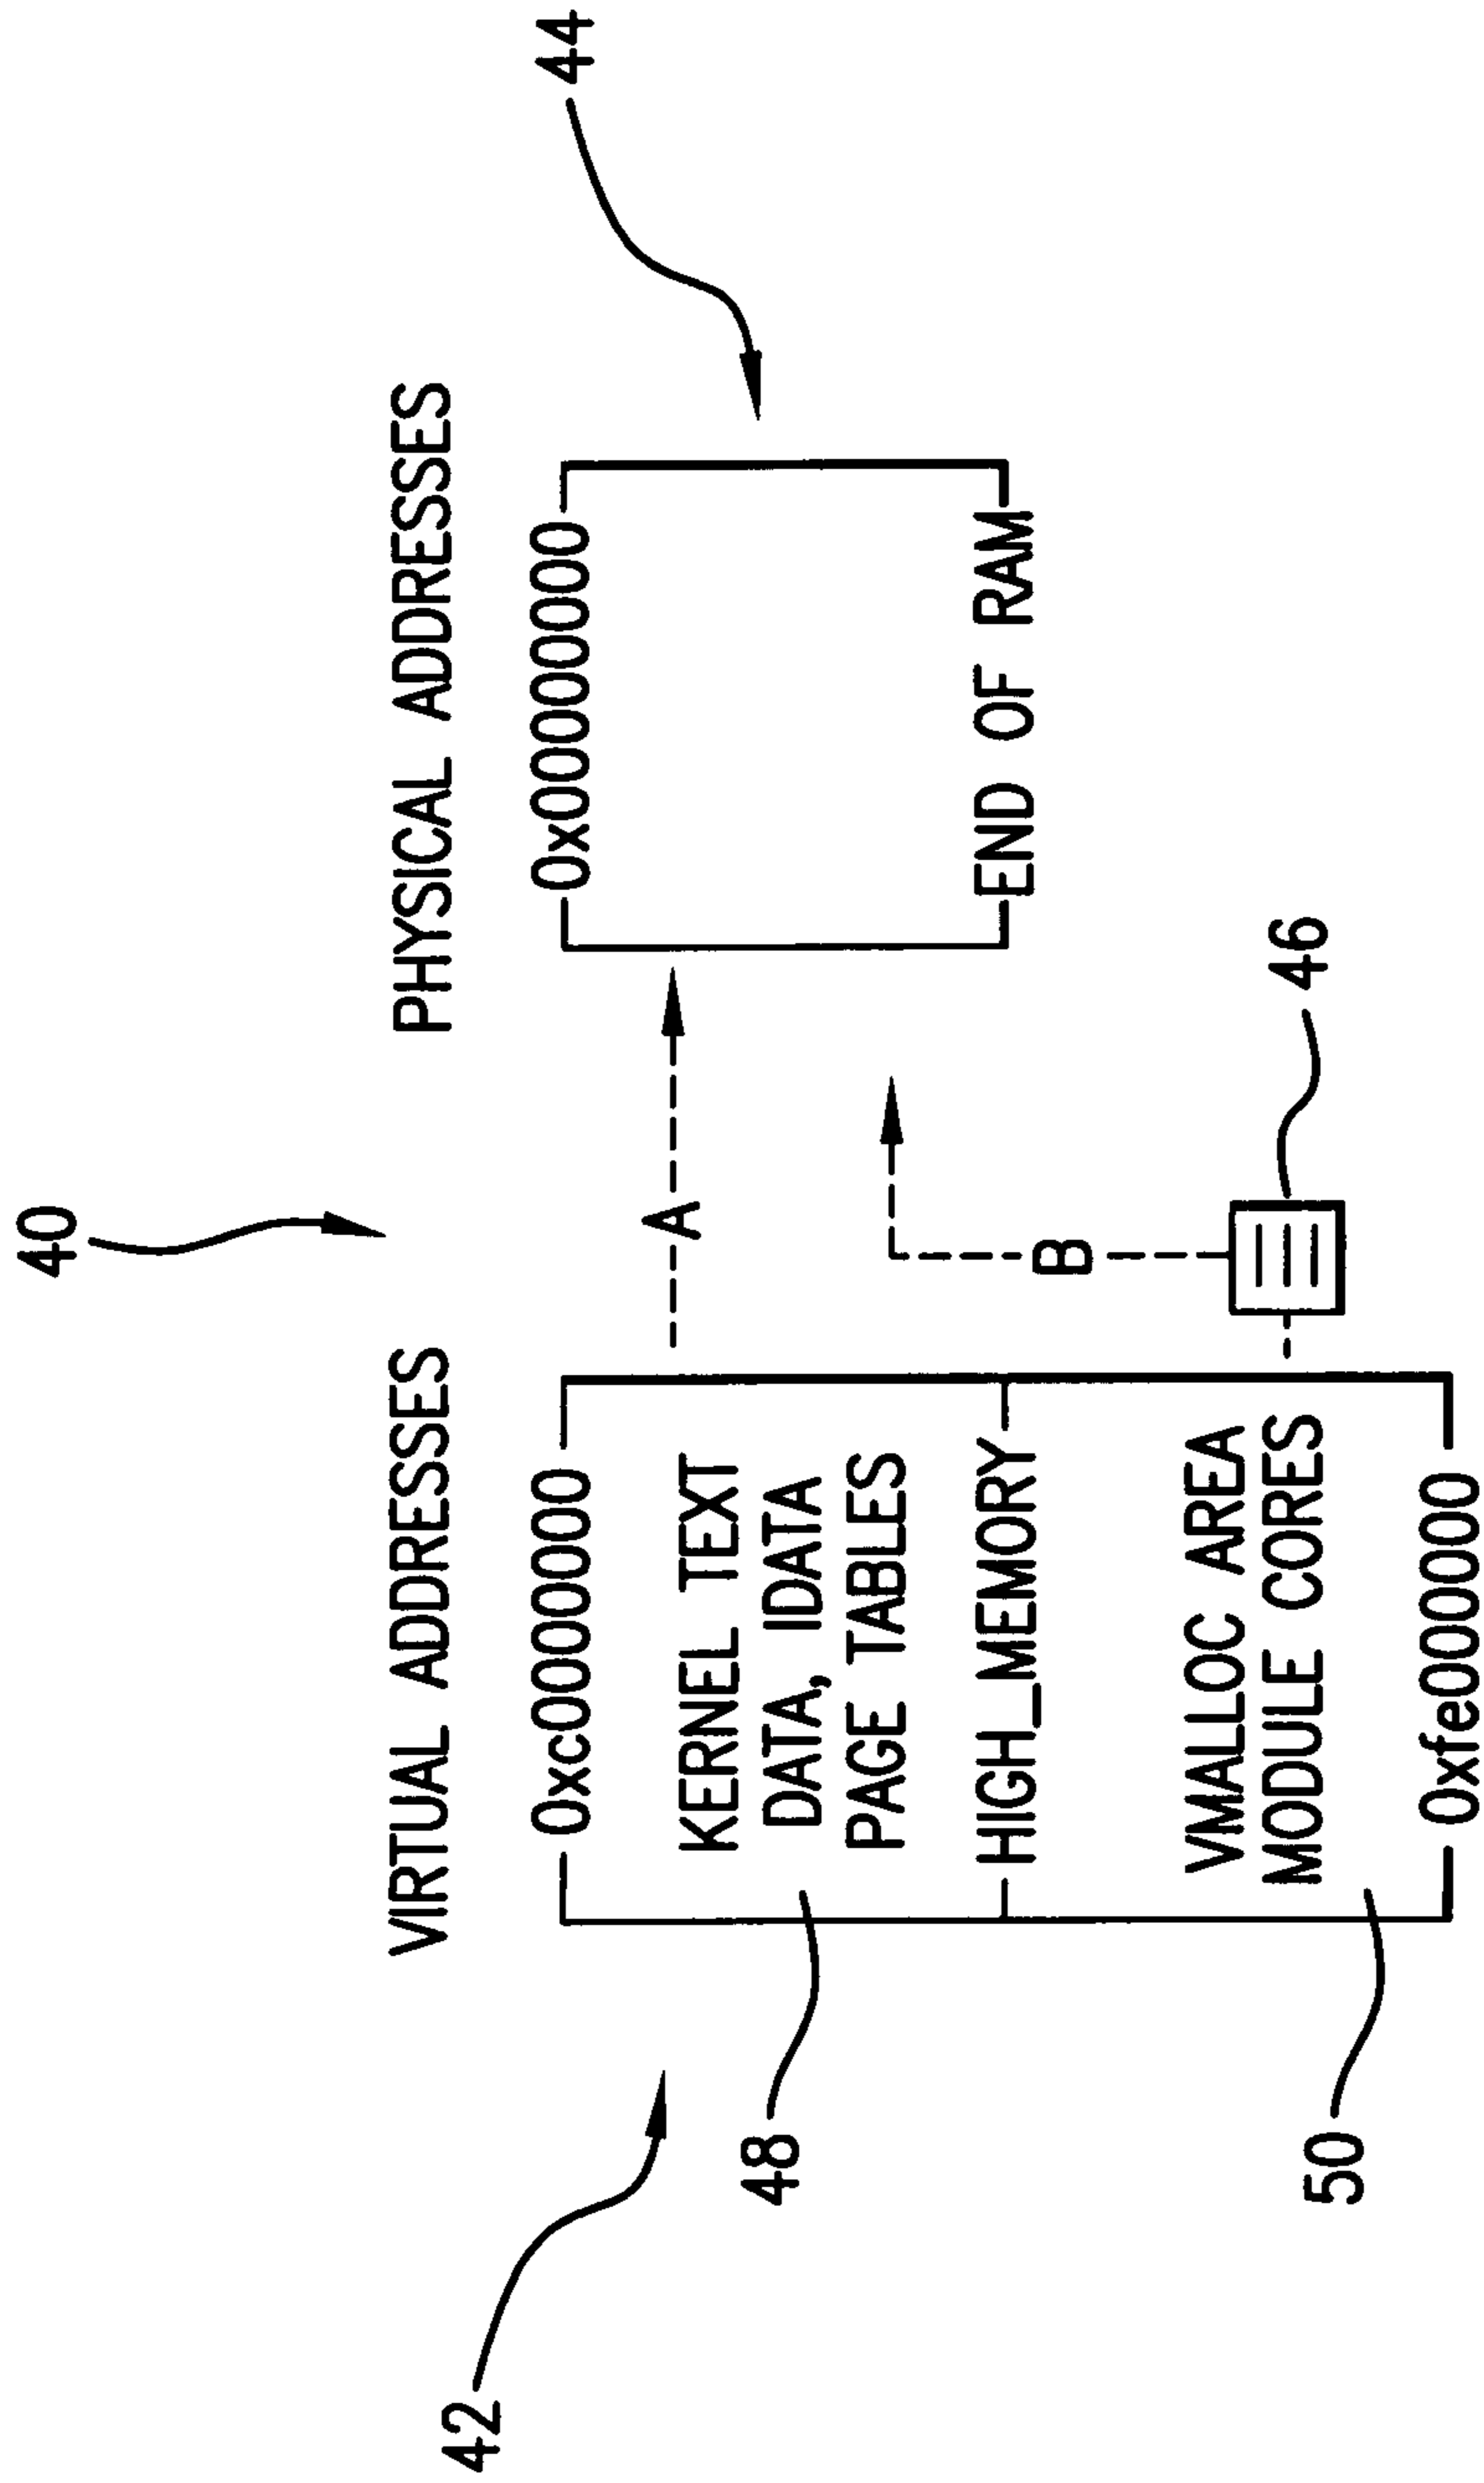 40
VIRTUAL ADDRESSES
PHYSICAL ADDRESSES
42
44
0xc0000000
0x00000000
KERNEL TEXT
DATA, IDATA
PAGE TABLES
A
48
HIGH_MEMORY
END OF RAM
B
VMALLOC AREA
MODULE CORES
46
50
0xfe000000